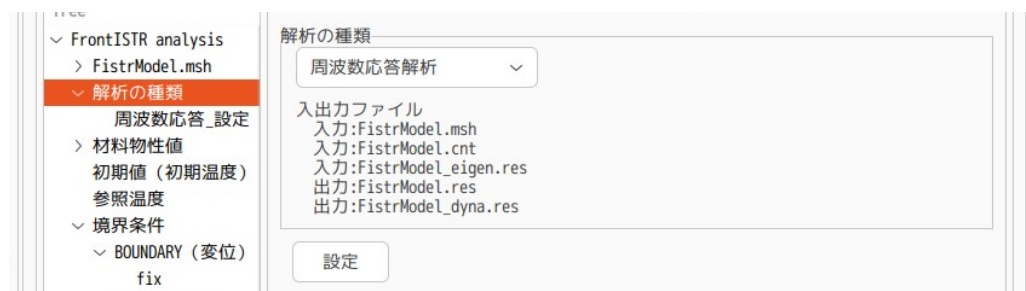 Tree
FrontISTR analysis
FistrModel.msh
解析の種類
周波数応答_設定
材料物性値
初期値（初期温度）
参照温度
境界条件
BOUNDARY（変位）
fix
解析の種類
周波数応答解析
入出力ファイル
入力:FistrModel.msh
入力:FistrModel.cnt
入力:FistrModel_eigen.res
出力:FistrModel.res
出力:FistrModel_dyna.res
設定